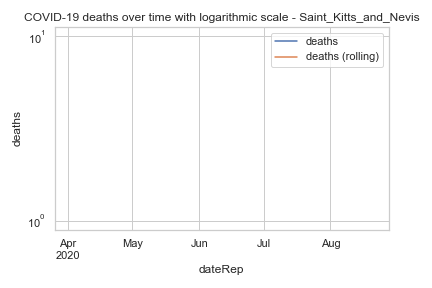 COVID-19 deaths over time with logarithmic scale - Saint_Kitts_and_Nevis
10¹
deaths
deaths (rolling)
deaths
10⁰
Apr May Jun Jul Aug
2020
dateRep